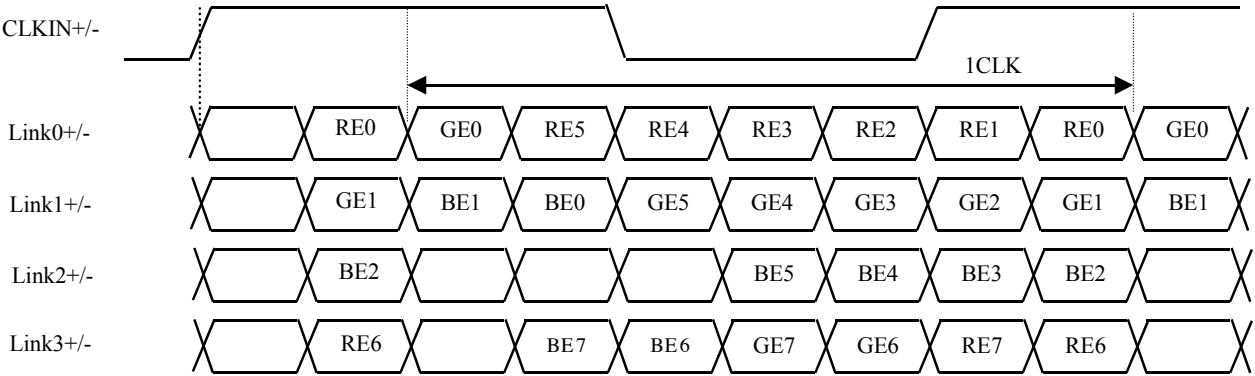 CLKIN+/-
1CLK
Link0+/- RE0 GE0 RE5 RE4 RE3 RE2 RE1 RE0 GE0
Link1+/- GE1 BE1 BE0 GE5 GE4 GE3 GE2 GE1 BE1
Link2+/- BE2 BE5 BE4 BE3 BE2
Link3+/- RE6 BE7 BE6 GE7 GE6 RE7 RE6